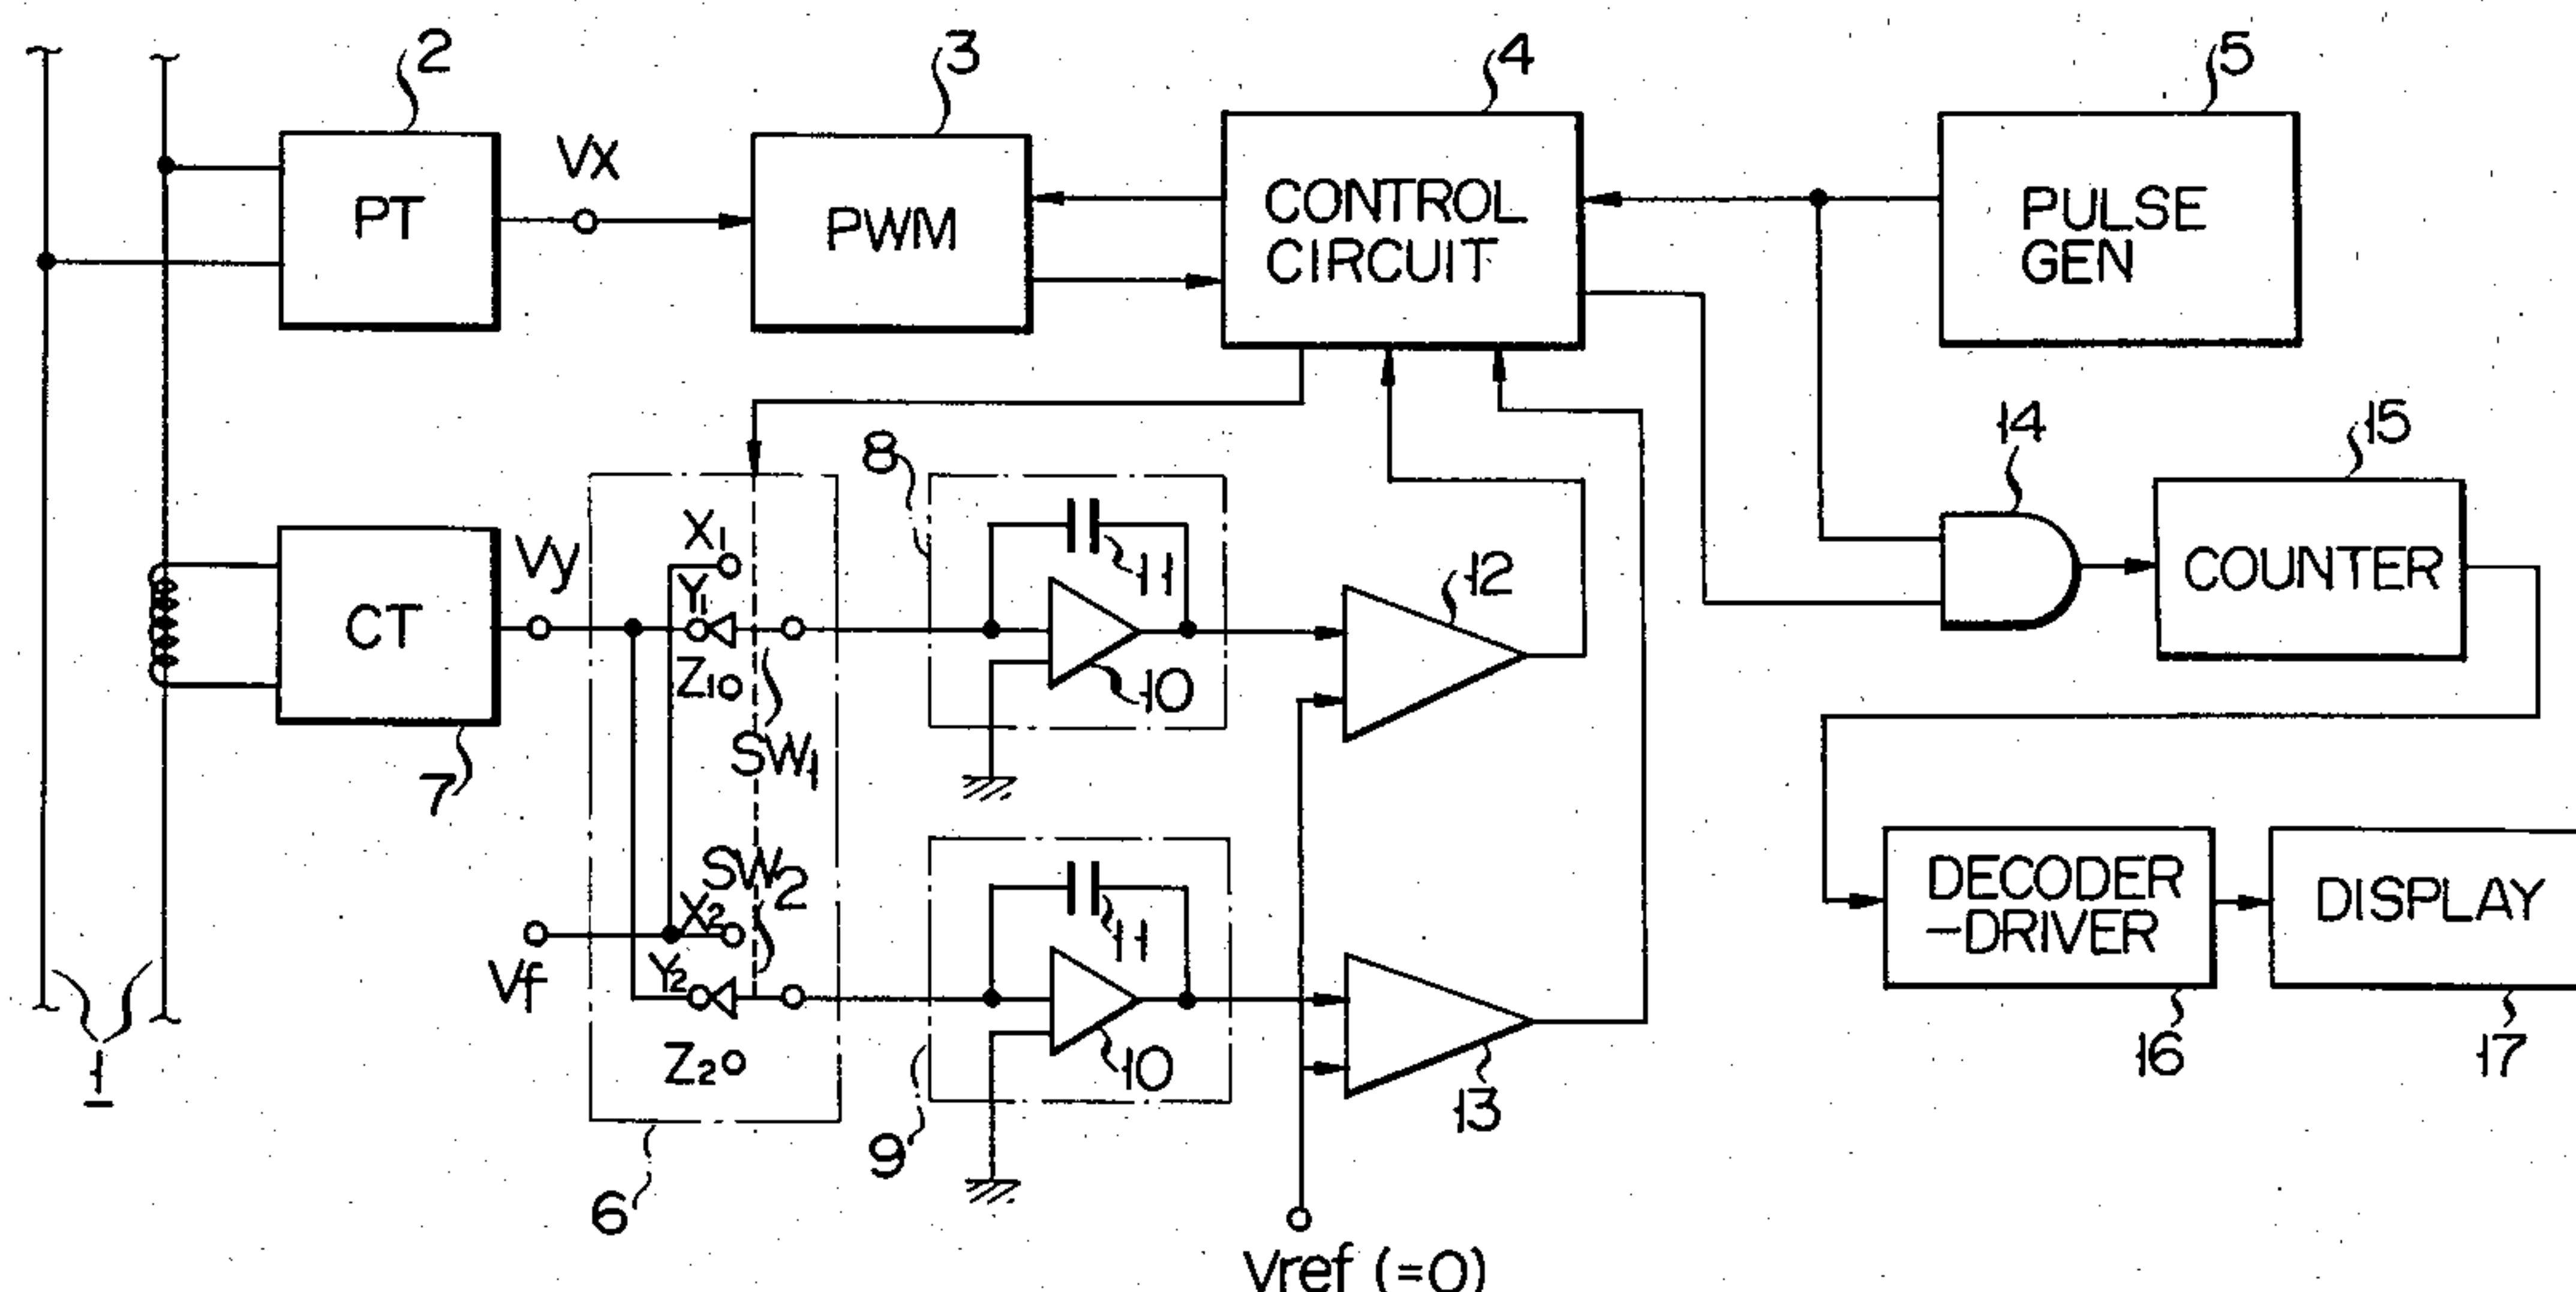 2
3
4
5
PT
Vx
PWM
CONTROL
CIRCUIT
PULSE
GEN
8
14
15
X1
11
Vy
Y1
12
COUNTER
CT
Z1
10
7
SW1
SW2
X2
11
DECODER
-DRIVER
DISPLAY
Vf
Y2
10
Z2
13
16
17
1
9
6
Vref (=0)